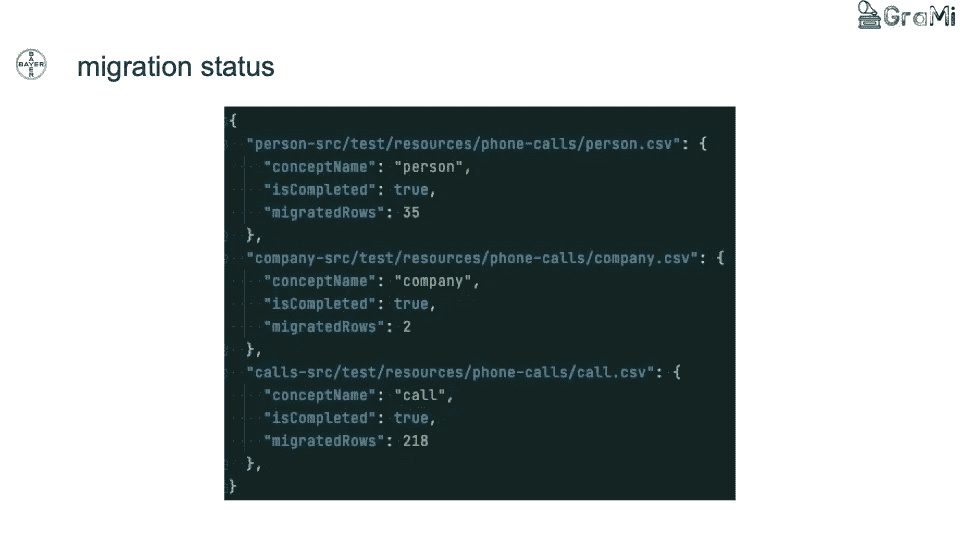 GraMi
BAYER
BAYER
migration status
{
"person-src/test/resources/phone-calls/person.csv": {
"conceptName": "person",
"isCompleted": true,
"migratedRows": 35
},
"company-src/test/resources/phone-calls/company.csv": {
"conceptName": "company",
"isCompleted": true,
"migratedRows": 2
},
"calls-src/test/resources/phone-calls/call.csv": {
"conceptName": "call",
"isCompleted": true,
"migratedRows": 218
},
}